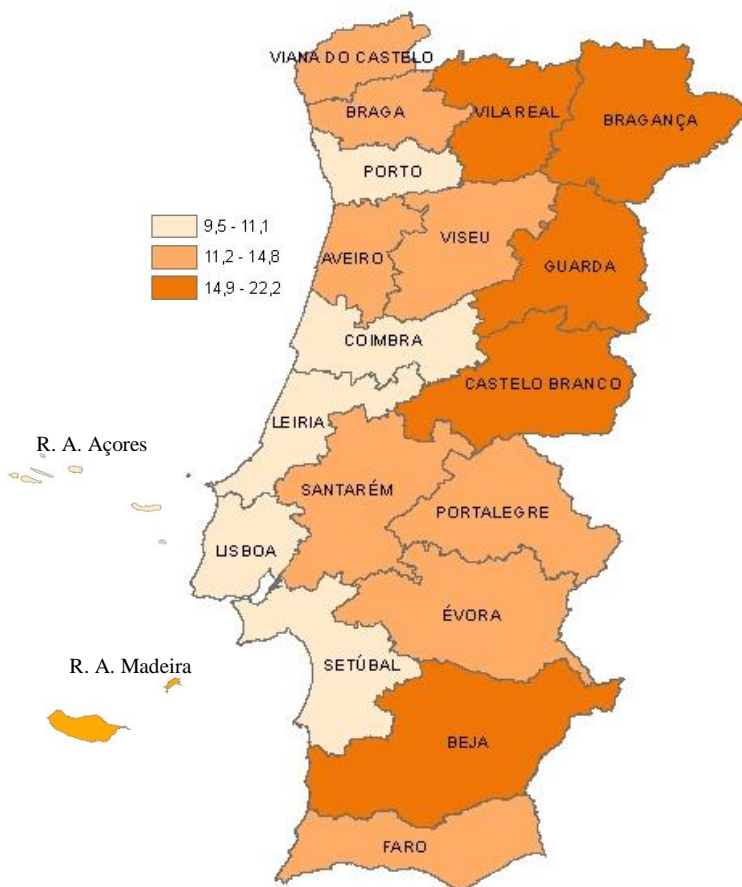 VIANA DO CASTELO
BRAGA
VILA REAL
BRAGANÇA
PORTO
9,5 - 11,1
11,2 - 14,8
14,9 - 22,2
AVEIRO
VISEU
GUARDA
COIMBRA
CASTELO BRANCO
LEIRIA
R. A. Açores
SANTARÉM
PORTALEGRE
LISBOA
ÉVORA
R. A. Madeira
SETÚBAL
BEJA
FARO